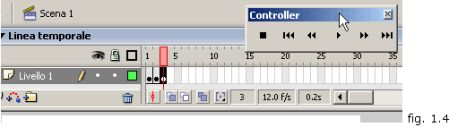 Scena 1
Controller
Linea temporale
1 5 10 15 20 25 30 35
Livello 1
3 12.0 f/s 0.2s
fig. 1.4